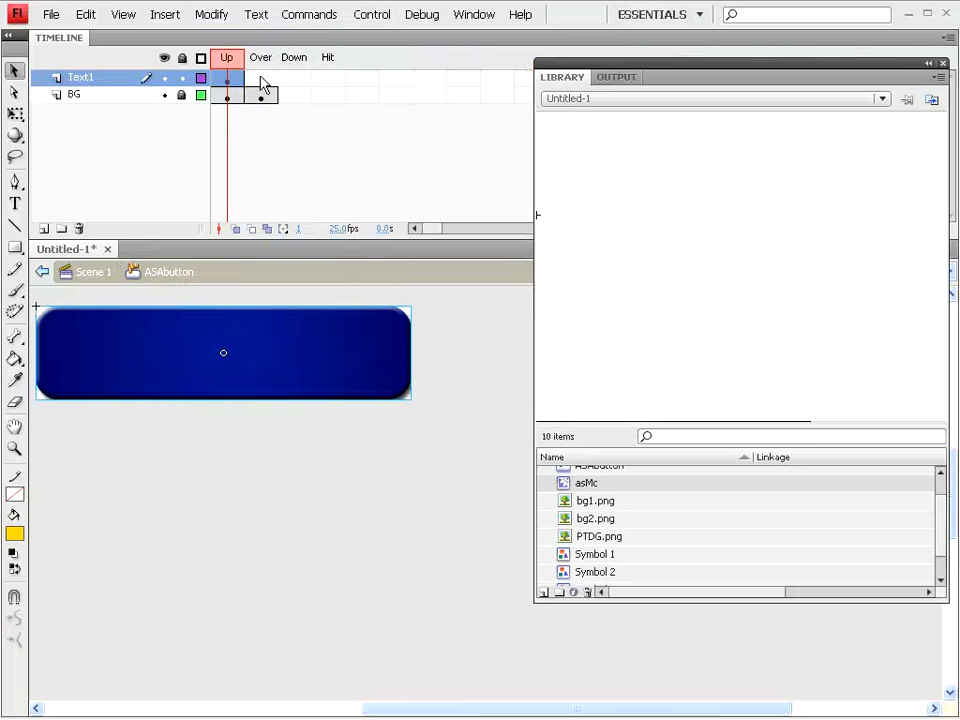 Fl File Edit View Insert Modify Text Commands Control Debug Window Help ESSENTIALS
TIMELINE
Up Over Down Hit
Text1
BG
LIBRARY OUTPUT
Untitled-1
1 25.0fps 0.0s
Untitled-1*
Scene 1 ASAbutton
10 items
Name Linkage
ASAbutton
asMc
bg1.png
bg2.png
PTDG.png
Symbol 1
Symbol 2